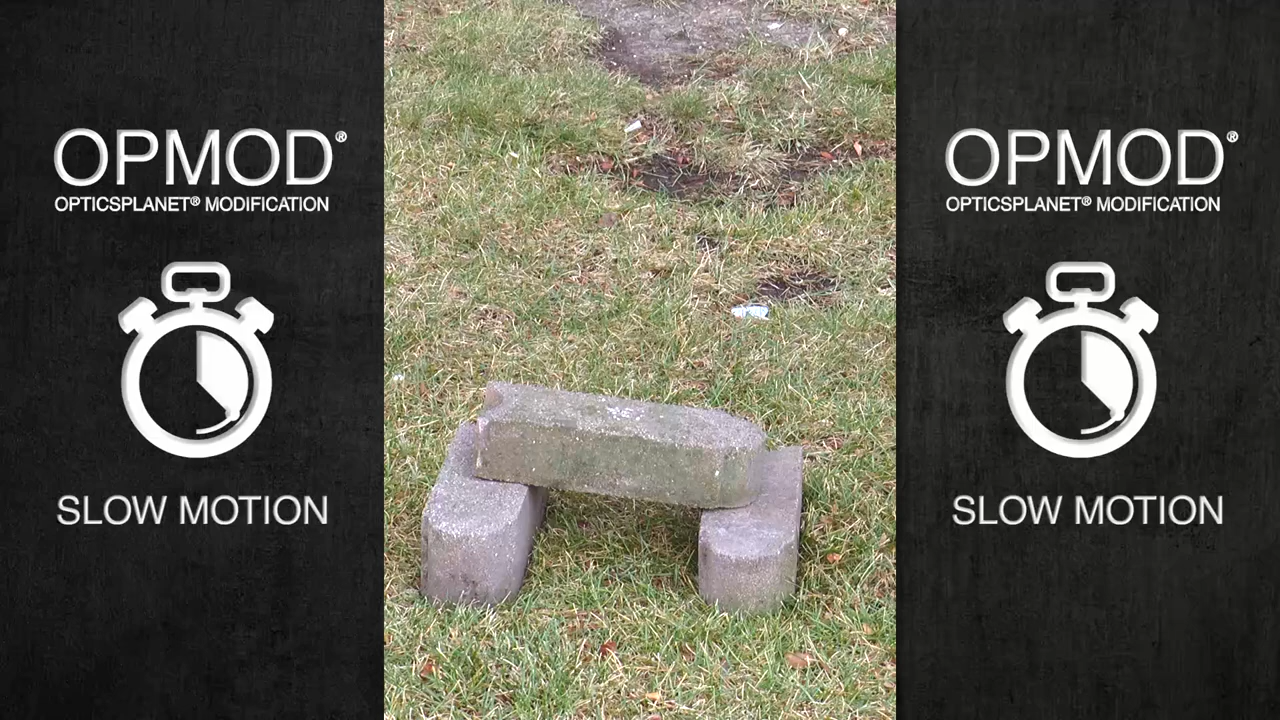 OPMOD®
OPTICSPLANET® MODIFICATION
SLOW MOTION
OPMOD®
OPTICSPLANET® MODIFICATION
SLOW MOTION